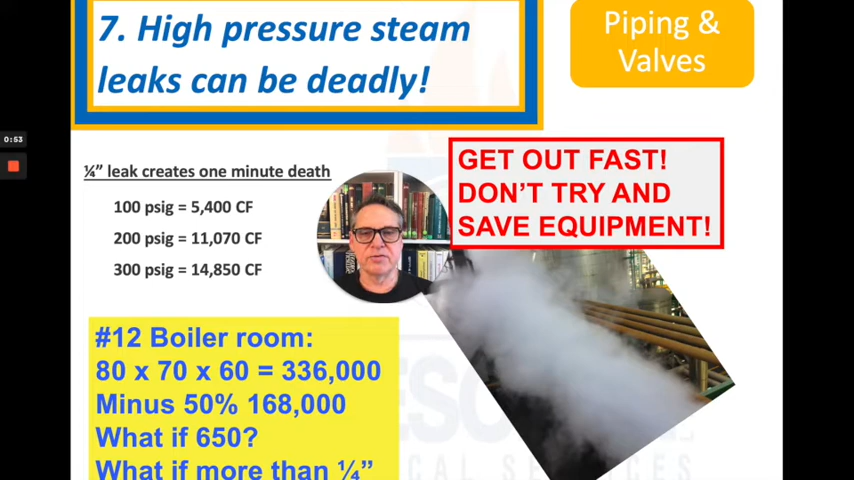 7. High pressure steam
leaks can be deadly!
Piping &
Valves
0:53
¼” leak creates one minute death
100 psig = 5,400 CF
200 psig = 11,070 CF
300 psig = 14,850 CF
GET OUT FAST!
DON’T TRY AND
SAVE EQUIPMENT!
#12 Boiler room:
80 x 70 x 60 = 336,000
Minus 50% 168,000
What if 650?
What if more than ¼”